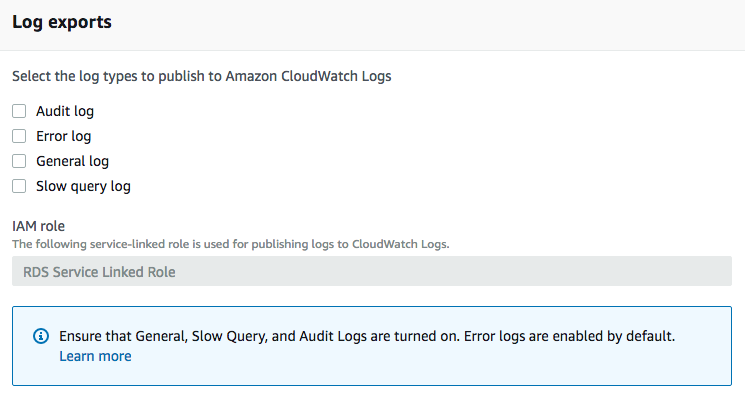 Log exports
Select the log types to publish to Amazon CloudWatch Logs
Audit log
Error log
General log
Slow query log
IAM role
The following service-linked role is used for publishing logs to CloudWatch Logs.
RDS Service Linked Role
Ensure that General, Slow Query, and Audit Logs are turned on. Error logs are enabled by default.
Learn more